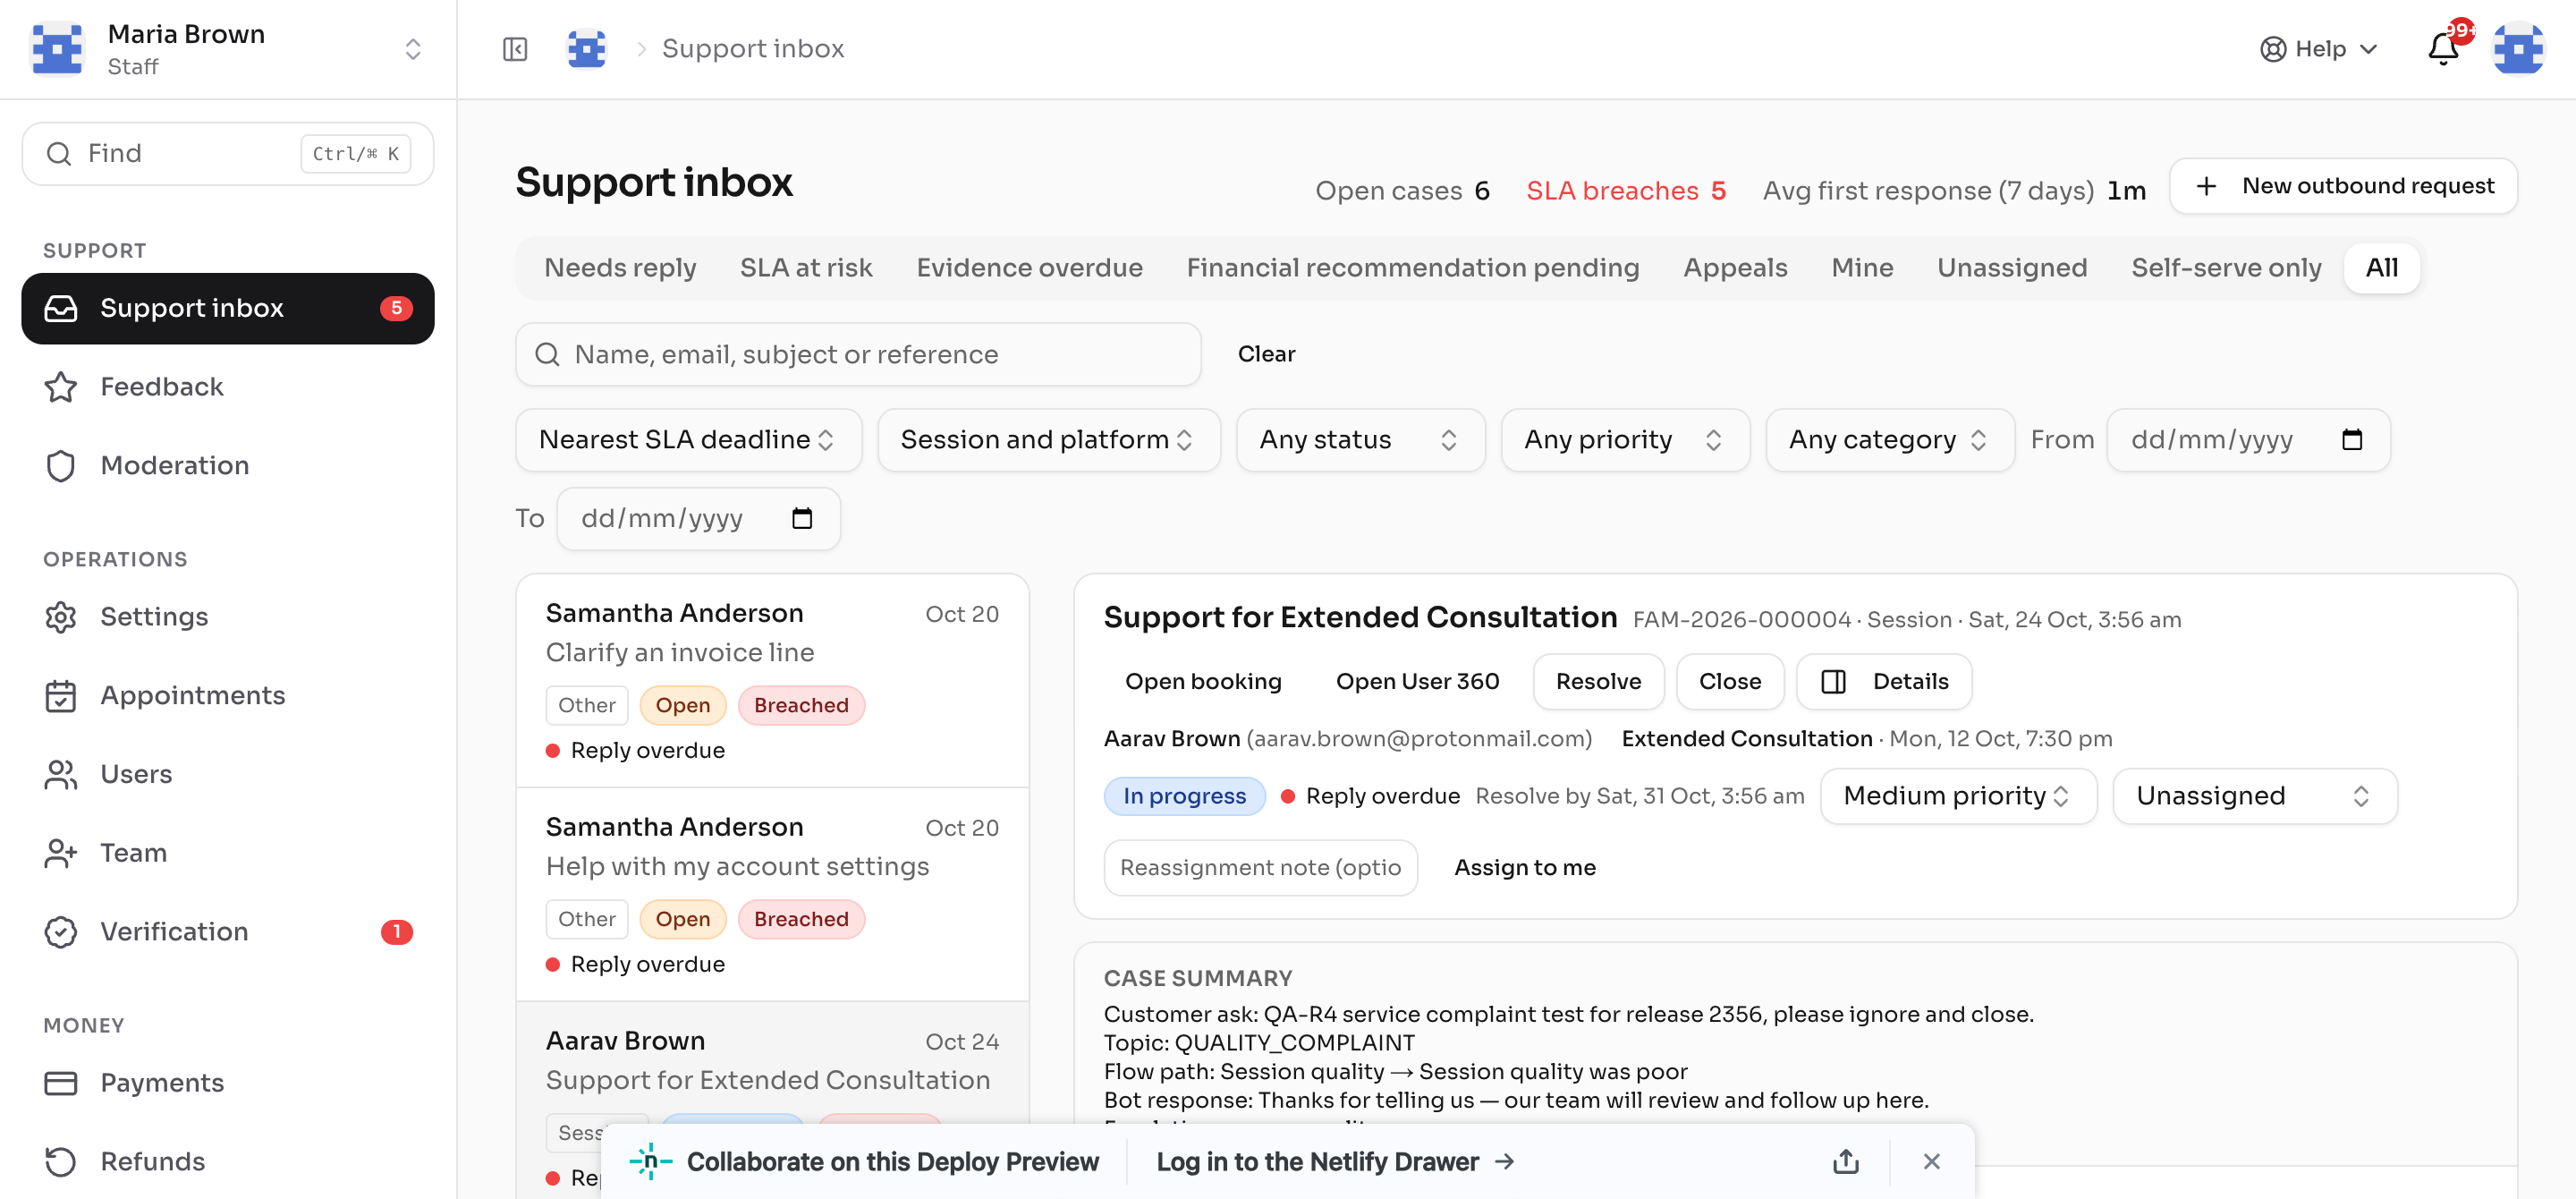 Maria Brown
Staff
Find
Ctrl/⌘ K
SUPPORT
Support inbox 5
Feedback
Moderation
OPERATIONS
Settings
Appointments
Users
Team
Verification 1
MONEY
Payments
Refunds
Support inbox
Help
99+
Support inbox
Open cases 6 SLA breaches 5 Avg first response (7 days) 1m
New outbound request
Needs reply SLA at risk Evidence overdue Financial recommendation pending Appeals Mine Unassigned Self-serve only All
Name, email, subject or reference
Clear
Nearest SLA deadline Session and platform Any status Any priority Any category From dd/mm/yyyy
To dd/mm/yyyy
Samantha Anderson Oct 20
Clarify an invoice line
Other Open Breached
Reply overdue
Samantha Anderson Oct 20
Help with my account settings
Other Open Breached
Reply overdue
Aarav Brown Oct 24
Support for Extended Consultation
Support for Extended Consultation FAM-2026-000004 · Session · Sat, 24 Oct, 3:56 am
Open booking Open User 360 Resolve Close Details
Aarav Brown (aarav.brown@protonmail.com) Extended Consultation · Mon, 12 Oct, 7:30 pm
In progress Reply overdue Resolve by Sat, 31 Oct, 3:56 am Medium priority Unassigned
Reassignment note (optio
Assign to me
CASE SUMMARY
Customer ask: QA-R4 service complaint test for release 2356, please ignore and close.
Topic: QUALITY_COMPLAINT
Flow path: Session quality → Session quality was poor
Bot response: Thanks for telling us — our team will review and follow up here.
Collaborate on this Deploy Preview
Log in to the Netlify Drawer →